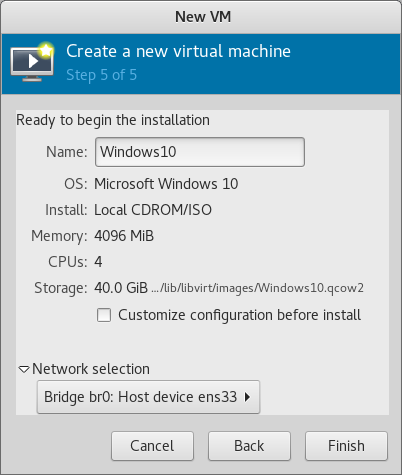 New VM
Create a new virtual machine
Step 5 of 5
Ready to begin the installation
Name: Windows10
OS: Microsoft Windows 10
Install: Local CDROM/ISO
Memory: 4096 MiB
CPUs: 4
Storage: 40.0 GiB .../lib/libvirt/images/Windows10.qcow2
Customize configuration before install
Network selection
Bridge br0: Host device ens33
Cancel Back Finish